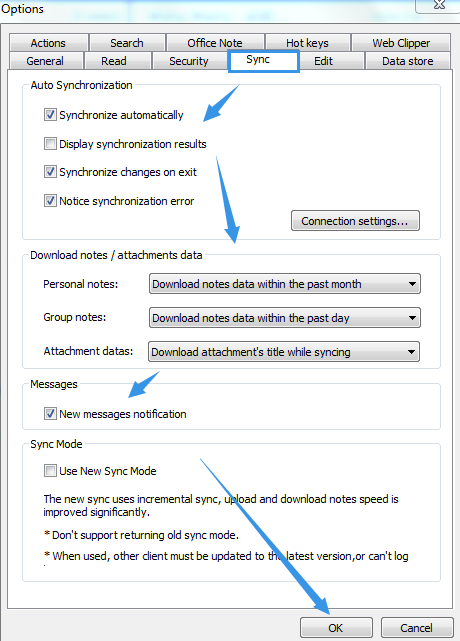 Options
Actions
Search
Office Note
Hot keys
Web Clipper
General
Read
Security
Sync
Edit
Data store
Auto Synchronization
Synchronize automatically
Display synchronization results
Synchronize changes on exit
Notice synchronization error
Connection settings...
Download notes / attachments data
Personal notes: Download notes data within the past month
Group notes: Download notes data within the past day
Attachment datas: Download attachment's title while syncing
Messages
New messages notification
Sync Mode
Use New Sync Mode
The new sync uses incremental sync, upload and download notes speed is
improved significantly.
* Don't support returning old sync mode.
* When used, other client must be updated to the latest version,or can't log
OK
Cancel